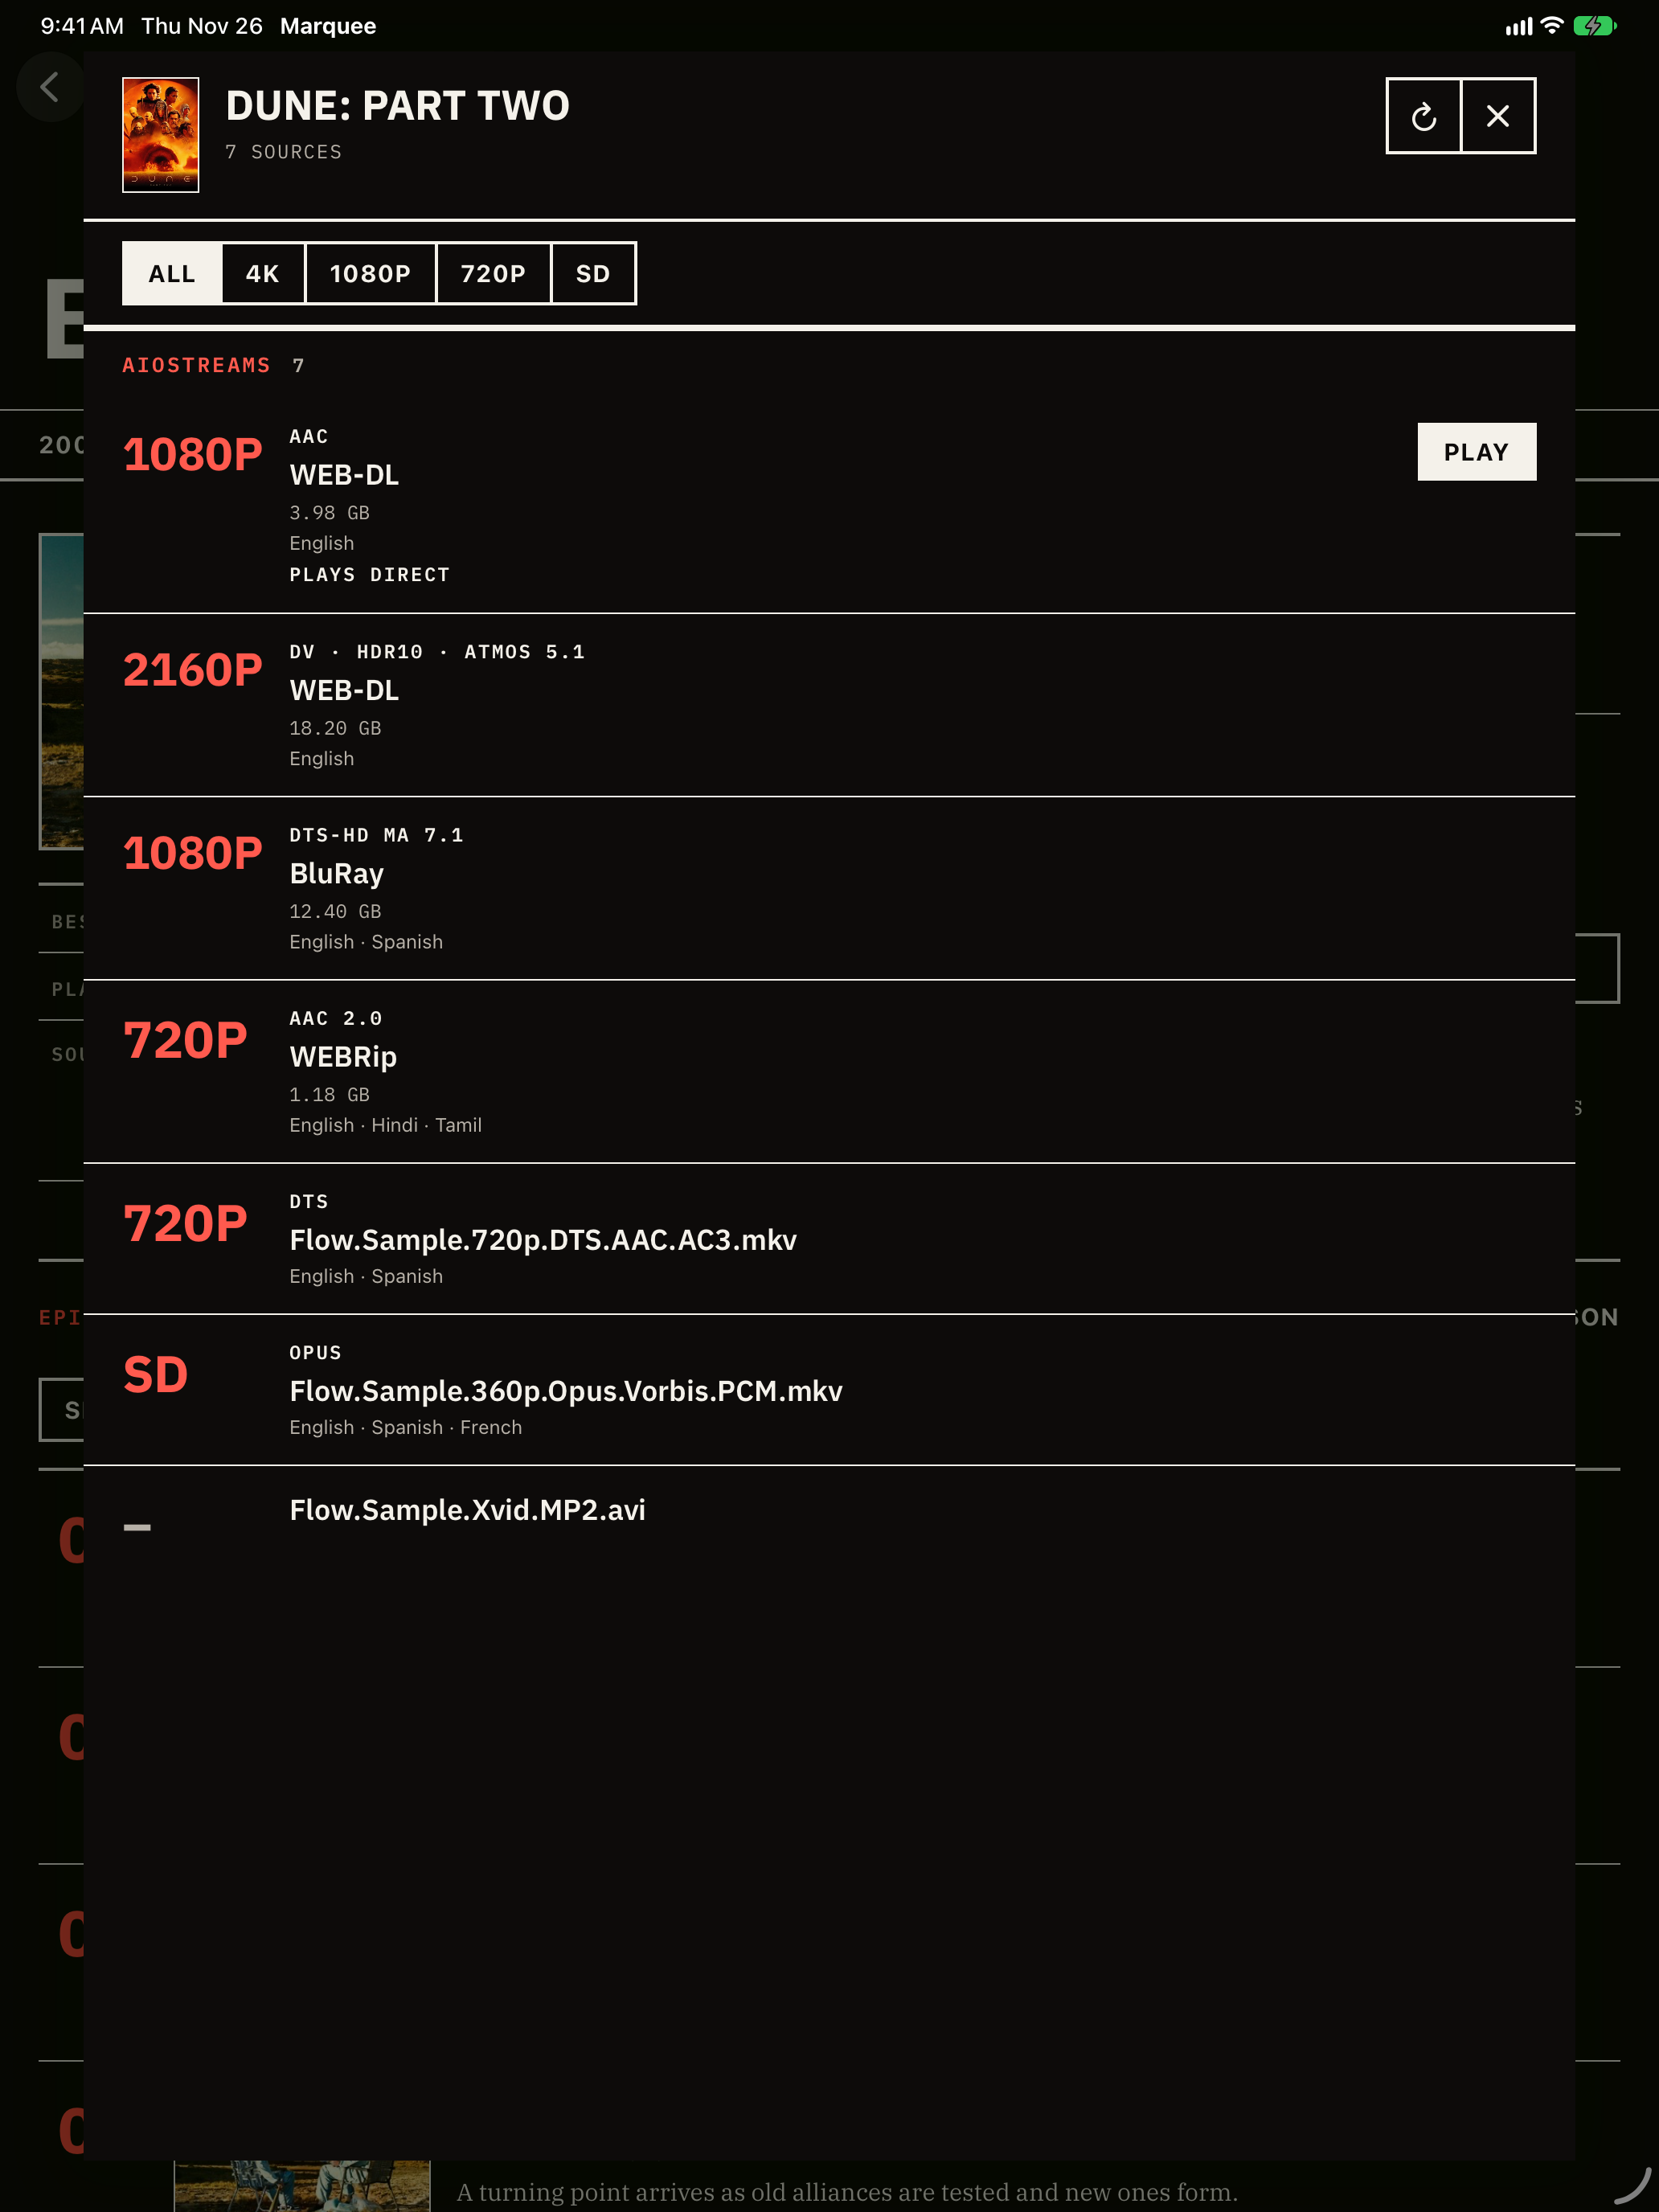 9:41 AM Thu Nov 26 Marquee
DUNE: PART TWO
7 SOURCES
ALL 4K 1080P 720P SD
AIOSTREAMS 7
1080P
AAC
WEB-DL
3.98 GB
English
PLAYS DIRECT
PLAY
2160P
DV · HDR10 · ATMOS 5.1
WEB-DL
18.20 GB
English
1080P
DTS-HD MA 7.1
BluRay
12.40 GB
English · Spanish
720P
AAC 2.0
WEBRip
1.18 GB
English · Hindi · Tamil
720P
DTS
Flow.Sample.720p.DTS.AAC.AC3.mkv
English · Spanish
SD
OPUS
Flow.Sample.360p.Opus.Vorbis.PCM.mkv
English · Spanish · French
–
Flow.Sample.Xvid.MP2.avi
A turning point arrives as old alliances are tested and new ones form.